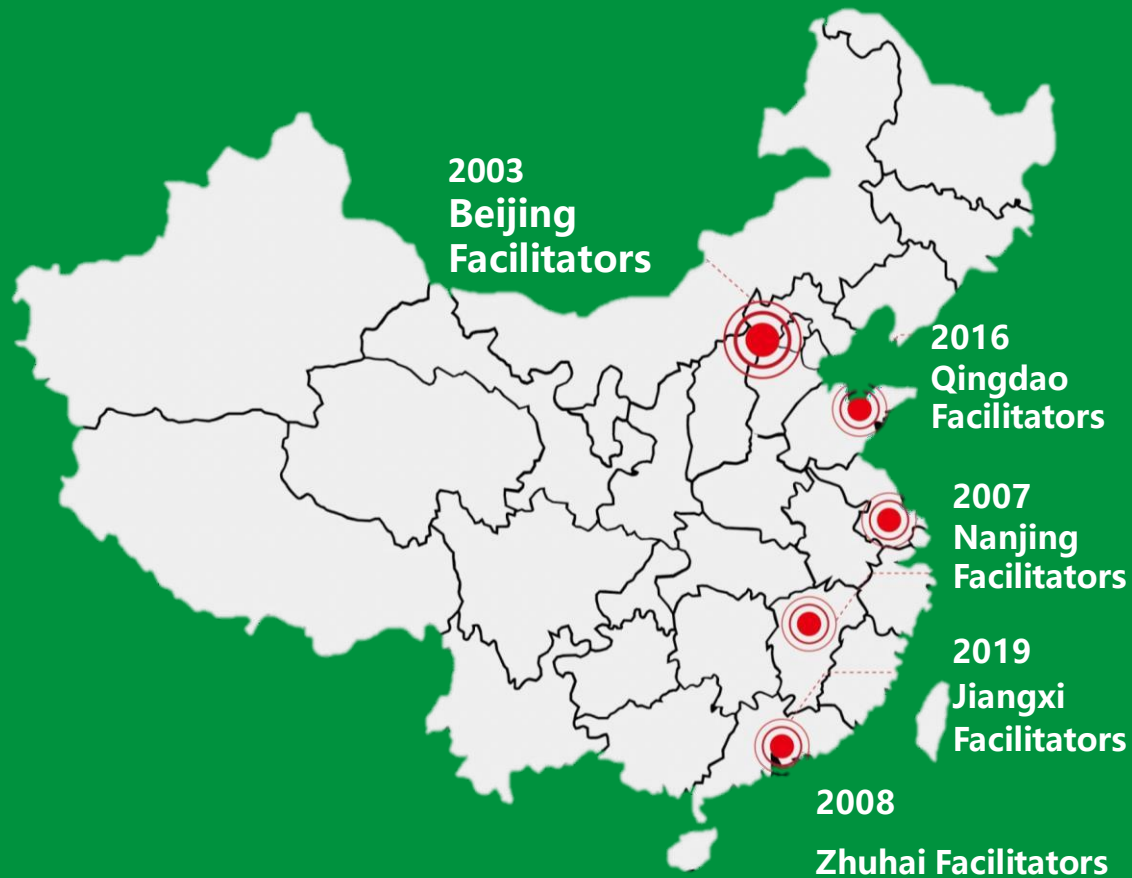 2003
Beijing
Facilitators
2016
Qingdao
Facilitators
2007
Nanjing
Facilitators
2019
Jiangxi
Facilitators
2008
Zhuhai Facilitators